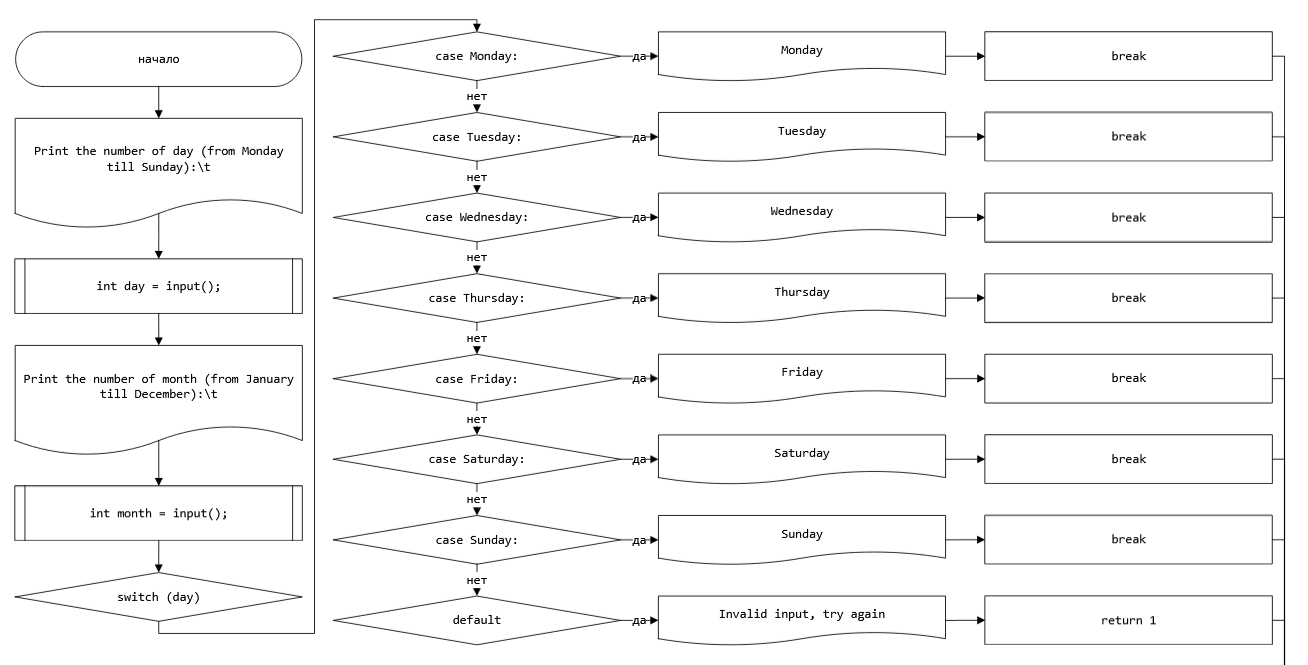 начало
Print the number of day (from Monday
till Sunday):\t
int day = input();
Print the number of month (from January
till December):\t
int month = input();
switch (day)
case Monday:
да
Monday
break
нет
case Tuesday:
да
Tuesday
break
нет
case Wednesday:
да
Wednesday
break
нет
case Thursday:
да
Thursday
break
нет
case Friday:
да
Friday
break
нет
case Saturday:
да
Saturday
break
нет
case Sunday:
да
Sunday
break
нет
default
да
Invalid input, try again
return 1